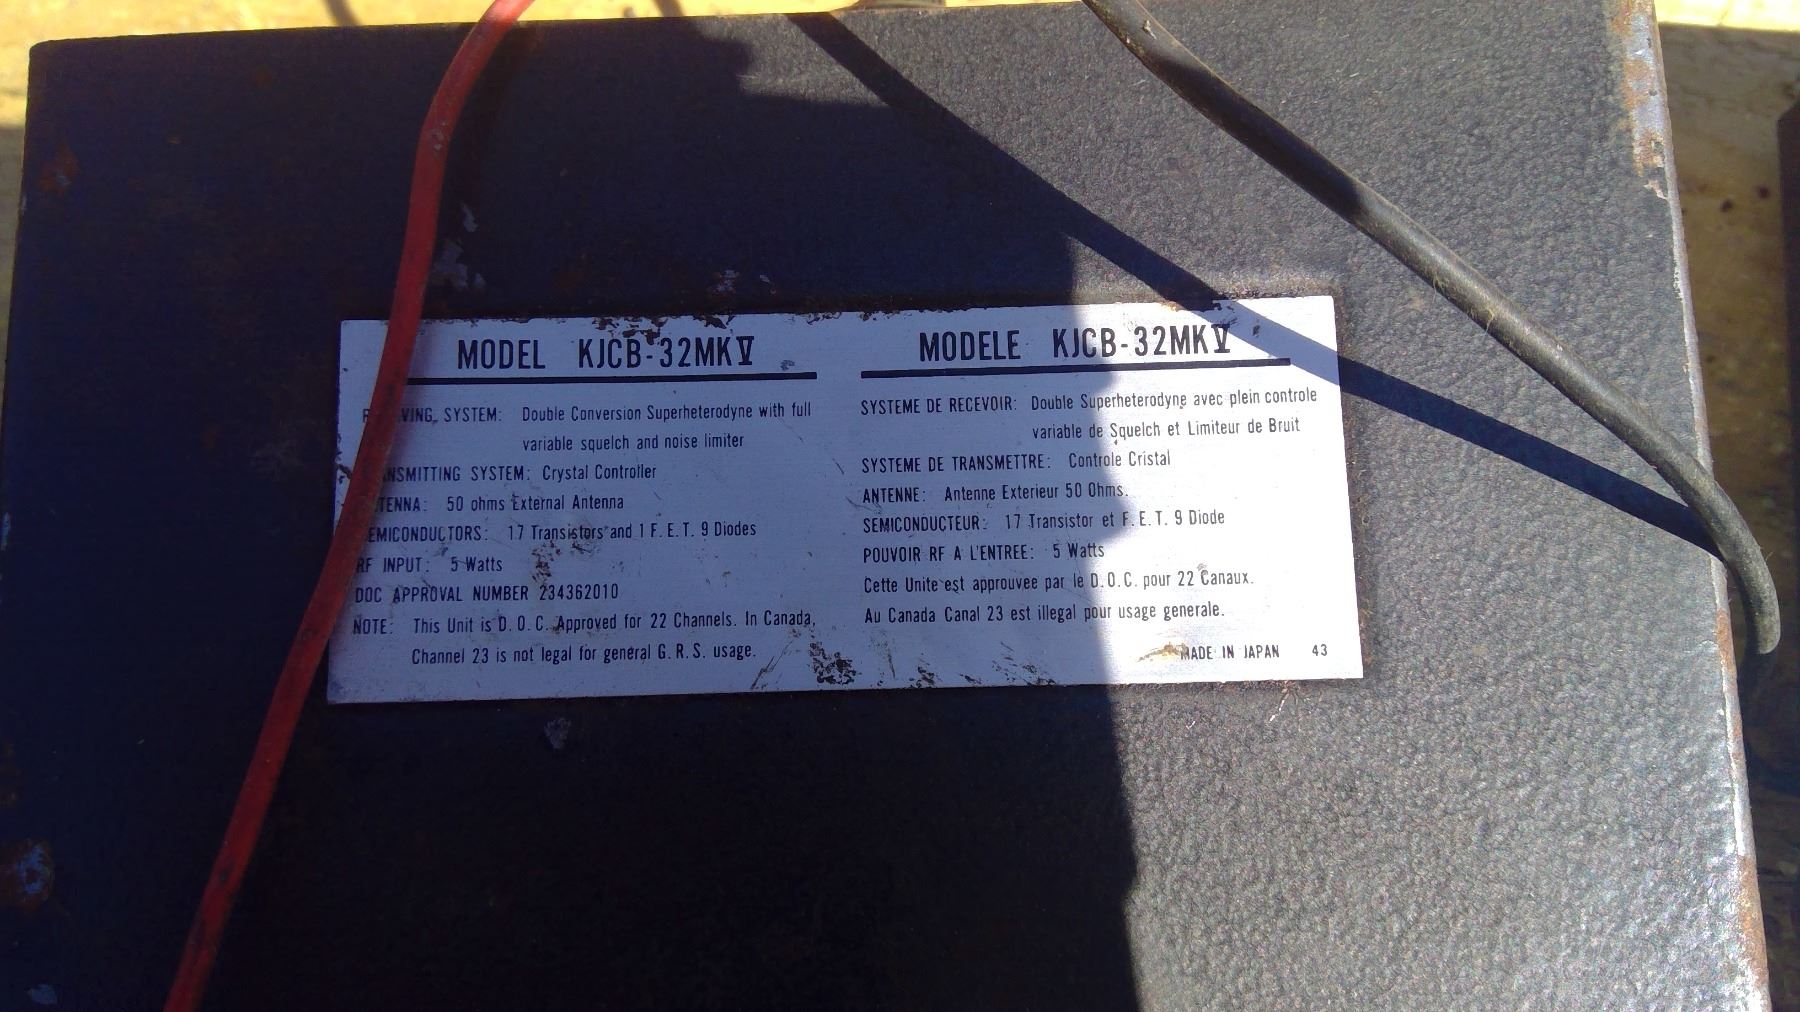 MODEL KJCB-32MKV
SYSTEM: Double Conversion Superheterodyne with full
variable squelch and noise limiter
SYSTEM: Crystal Controller
50 ohms External Antenna
17 Transistors and 1 F.E.T. 9 Diodes
RF INPUT: 5 Watts
DOC APPROVAL NUMBER 234362010
NOTE: This Unit is D.O.C. Approved for 22 Channels. In Canada,
Channel 23 is not legal for general G.R.S. usage.
MODELE KJCB-32MKV
SYSTEME DE RECEVOIR: Double Superheterodyne avec plein controle
variable de Squelch et Limiteur de Bruit
SYSTEME DE TRANSMETTRE: Controle Cristal
ANTENNE: Antenne Exterieur 50 Ohms.
SEMICONDUCTEUR: 17 Transistor et F.E.T. 9 Diode
POUVOIR RF A L'ENTREE: 5 Watts
Cette Unite est approuvee par le D.O.C. pour 22 Canaux.
Au Canada Canal 23 est illegal pour usage generale.
MADE IN JAPAN 43